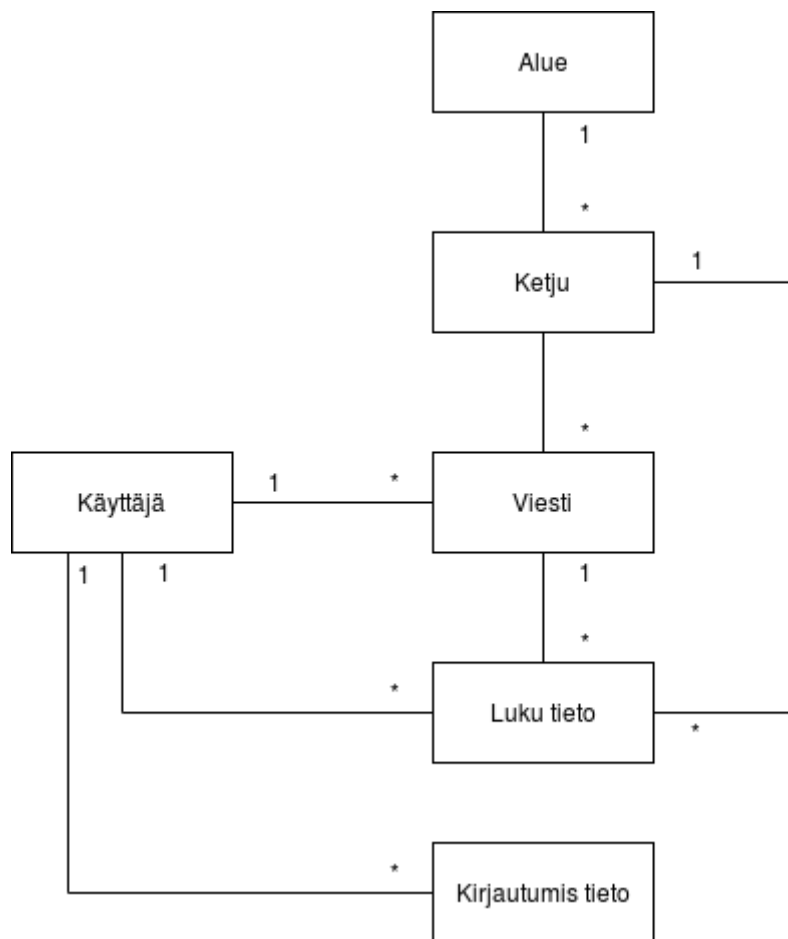 Alue
1
*
Ketju
1
*
Käyttäjä
1
*
Viesti
1
1
1
*
*
Luku tieto
*
*
Kirjautumis tieto